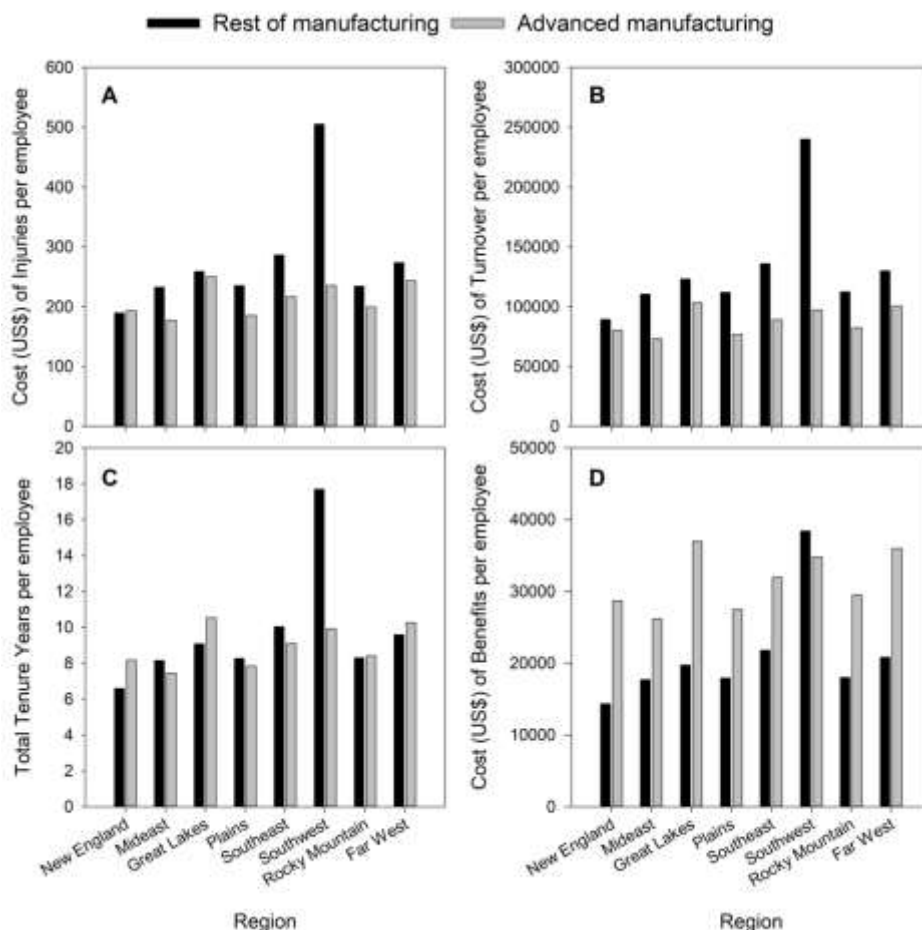 Rest of manufacturing Advanced manufacturing
A
Cost (US$) of Injuries per employee
600
500
400
300
200
100
0
B
Cost (US$) of Turnover per employee
300000
250000
200000
150000
100000
50000
0
C
Total Tenure Years per employee
20
18
16
14
12
10
8
6
4
2
0
New England
Mideast
Great Lakes
Plains
Southeast
Southwest
Rocky Mountain
Far West
Region
D
Cost (US$) of Benefits per employee
50000
40000
30000
20000
10000
0
New England
Mideast
Great Lakes
Plains
Southeast
Southwest
Rocky Mountain
Far West
Region